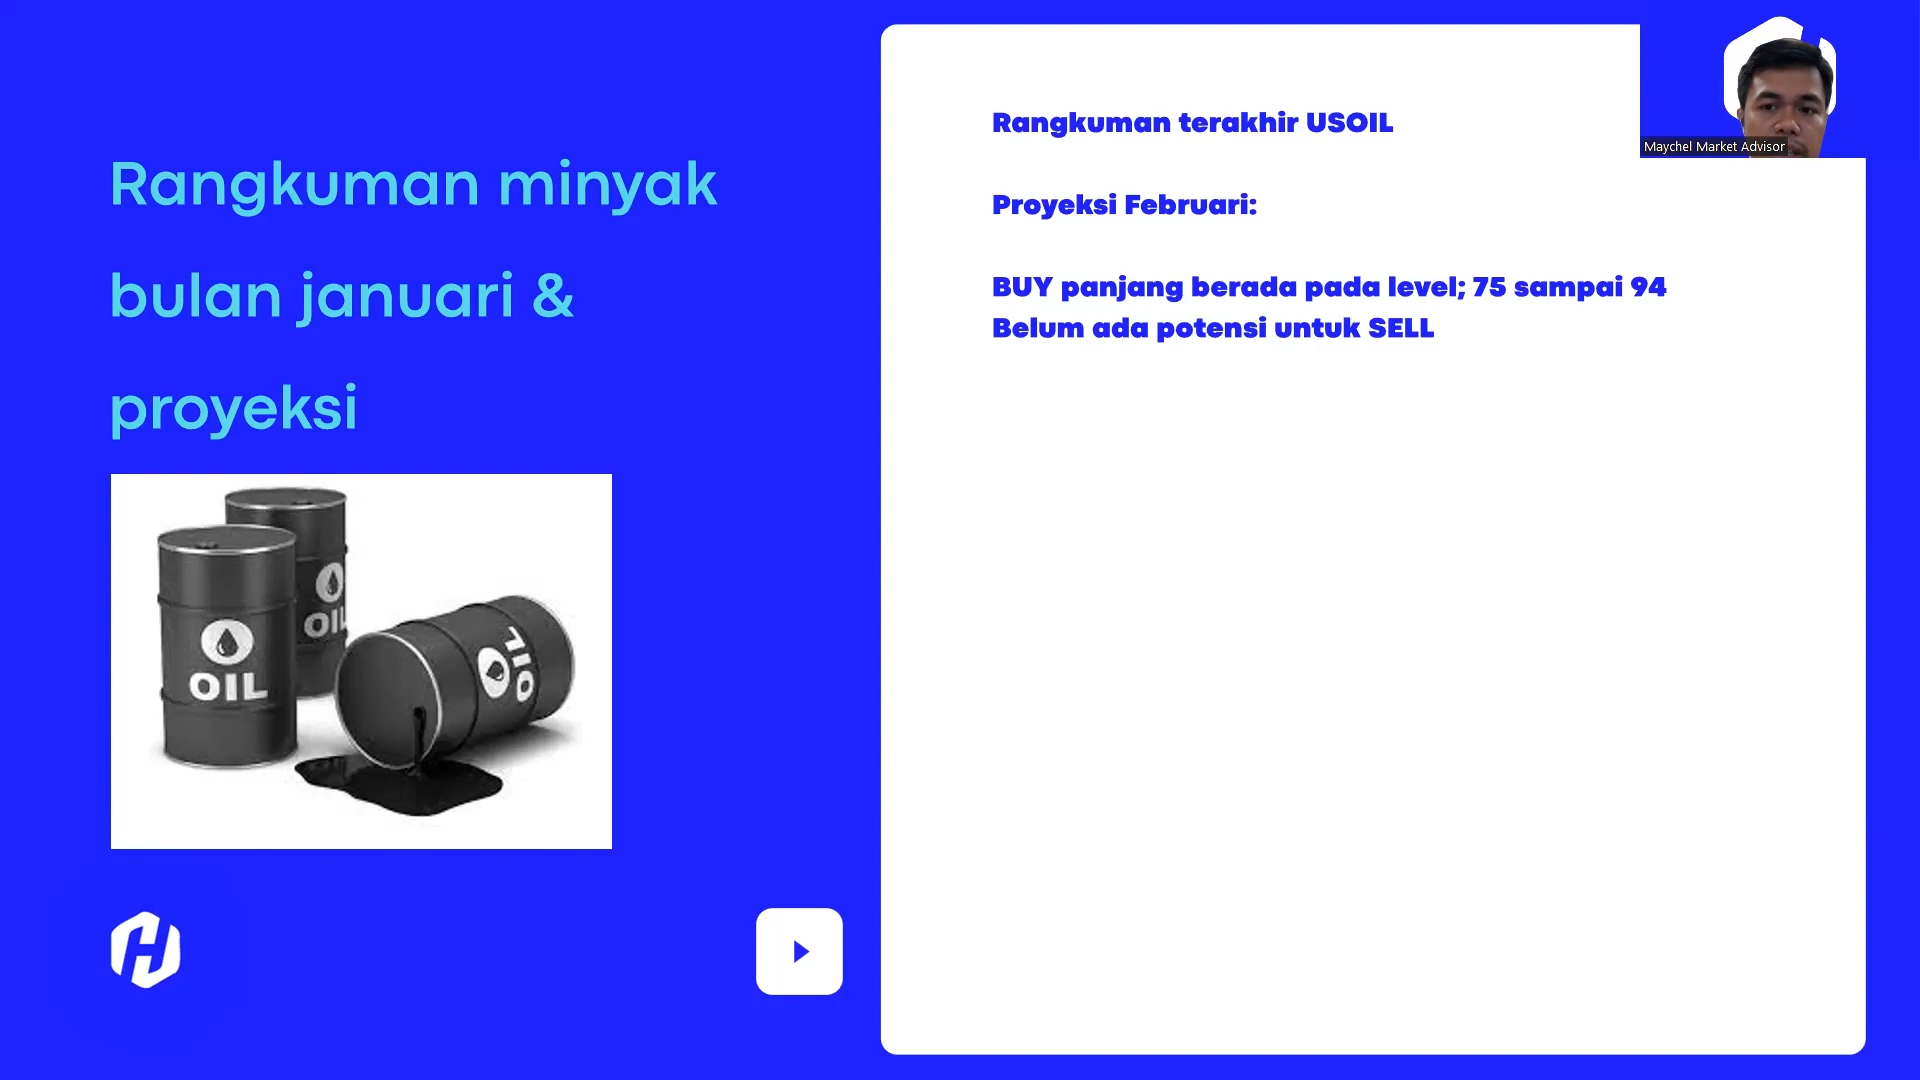 Rangkuman minyak
bulan januari &
proyeksi
OIL
OIL
OIL
Rangkuman terakhir USOIL
Proyeksi Februari:
BUY panjang berada pada level; 75 sampai 94
Belum ada potensi untuk SELL
Maychel Market Advisor